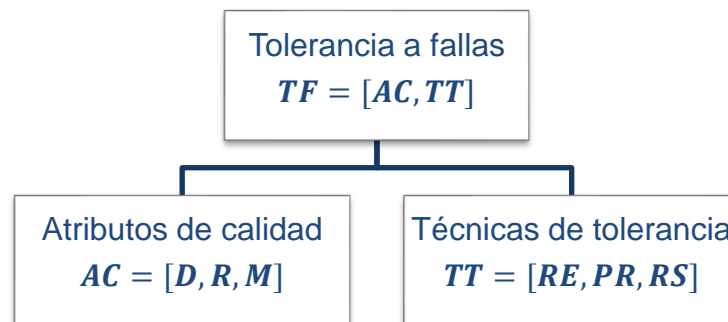 Tolerancia a fallas
TF = [AC, TT]
Atributos de calidad
AC = [D, R, M]
Técnicas de tolerancia
TT = [RE, PR, RS]